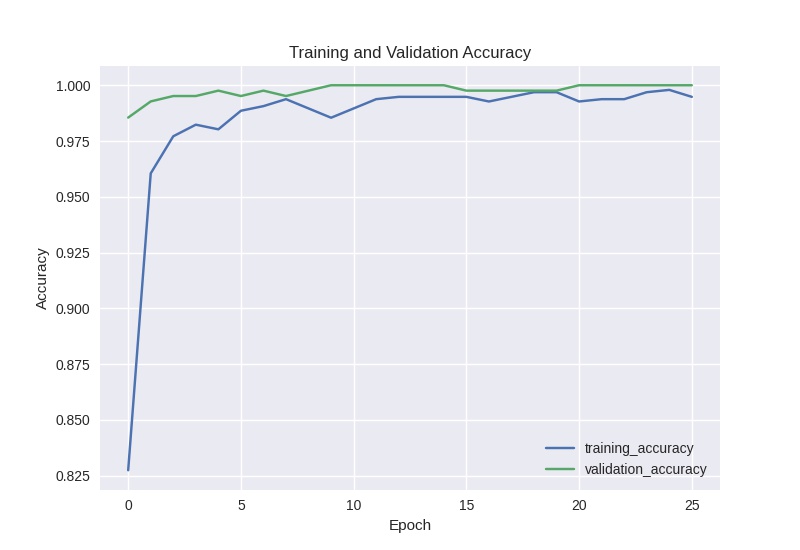 Training and Validation Accuracy
1.000
0.975
0.950
0.925
0.900
0.875
0.850
0.825
Accuracy
0 5 10 15 20 25
Epoch
training_accuracy
validation_accuracy